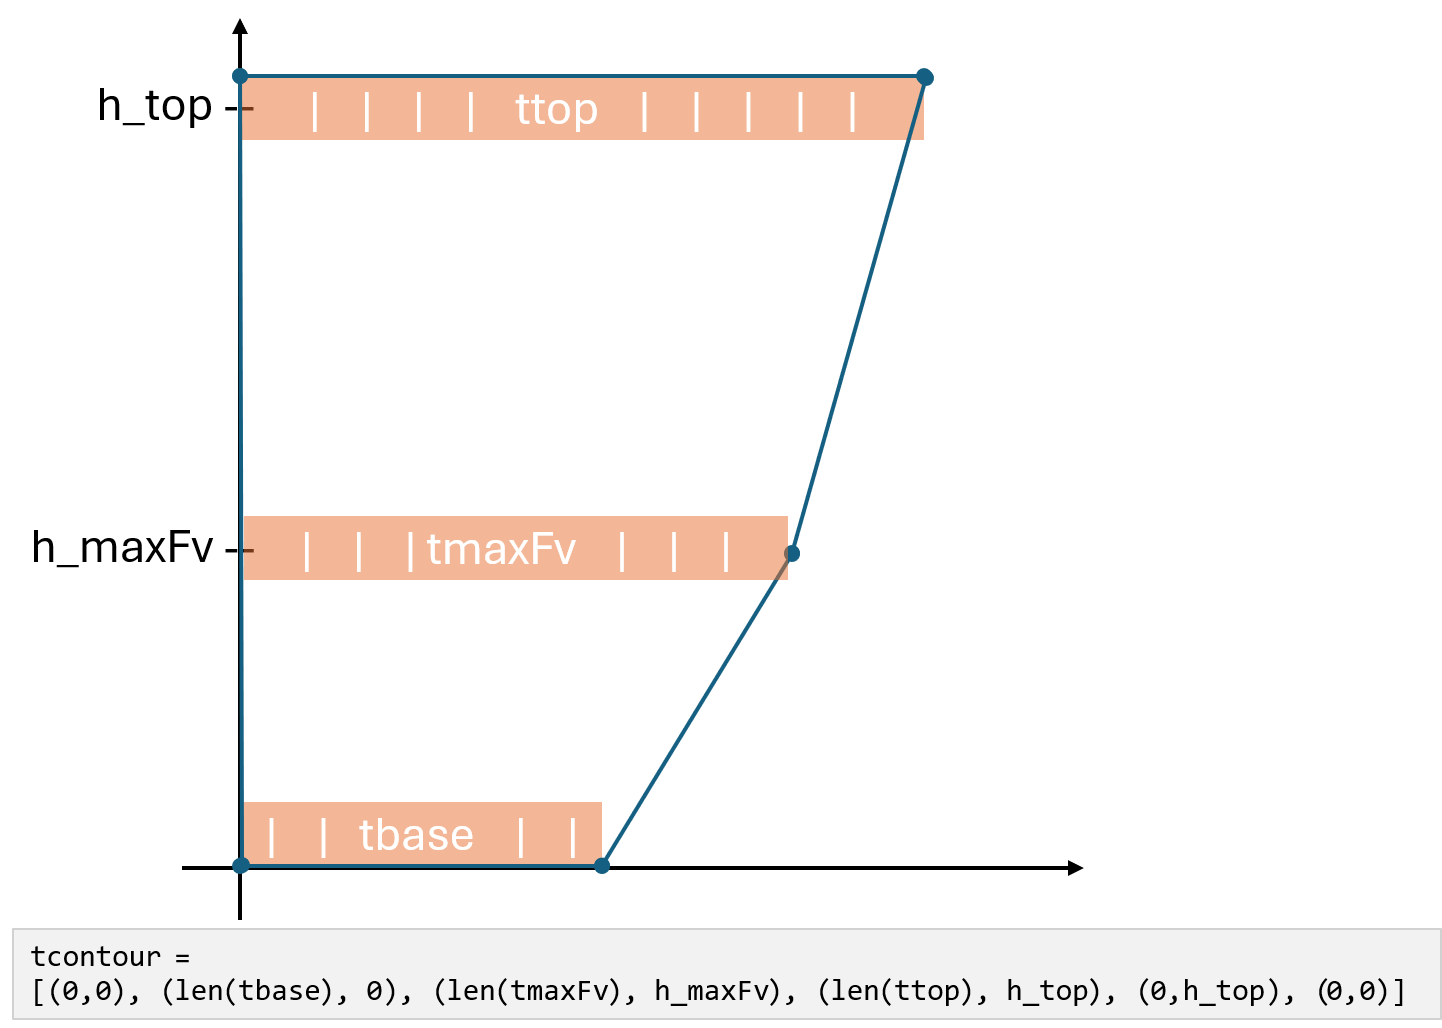 h_top
| | | | ttop | | | | |
h_maxFv
| | | tmaxFv | | |
| | tbase | |
tcontour =
[(0,0), (len(tbase), 0), (len(tmaxFv), h_maxFv), (len(ttop), h_top), (0,h_top), (0,0)]